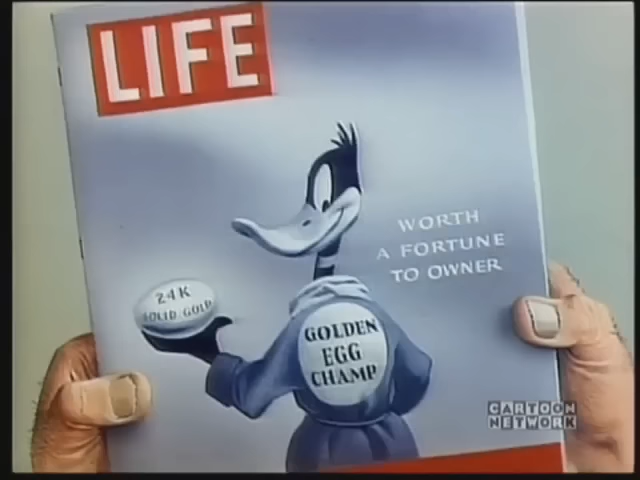 LIFE
WORTH
A FORTUNE
TO OWNER
24K
SOLID GOLD
GOLDEN
EGG
CHAMP
CARTOON
NETWORK